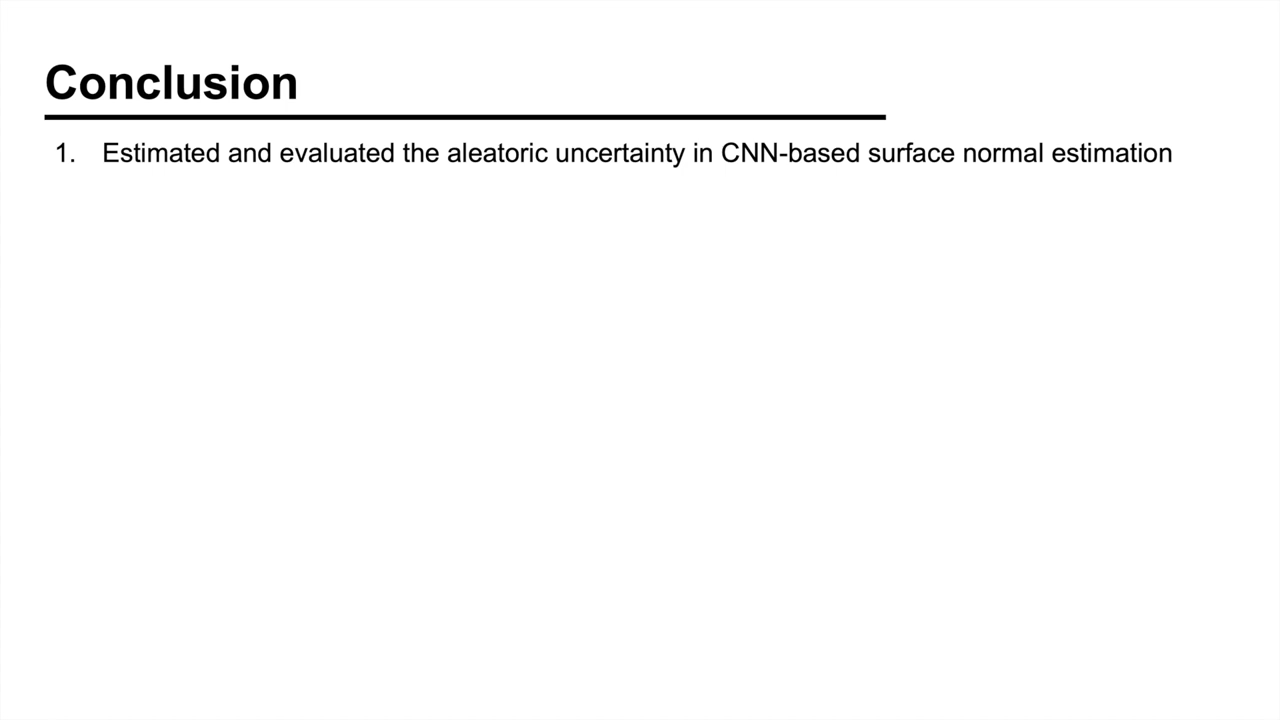 Conclusion
1. Estimated and evaluated the aleatoric uncertainty in CNN-based surface normal estimation